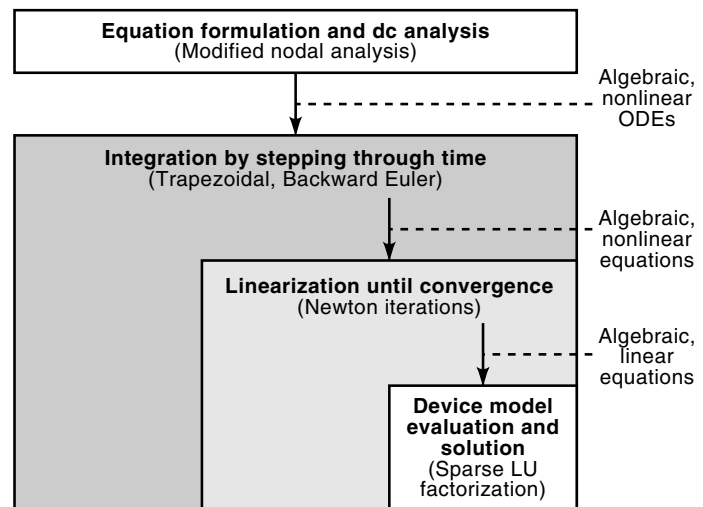 Equation formulation and dc analysis
(Modified nodal analysis)
Algebraic,
nonlinear
ODEs
Integration by stepping through time
(Trapezoidal, Backward Euler)
Algebraic,
nonlinear
equations
Linearization until convergence
(Newton iterations)
Algebraic,
linear
equations
Device model
evaluation and
solution
(Sparse LU
factorization)